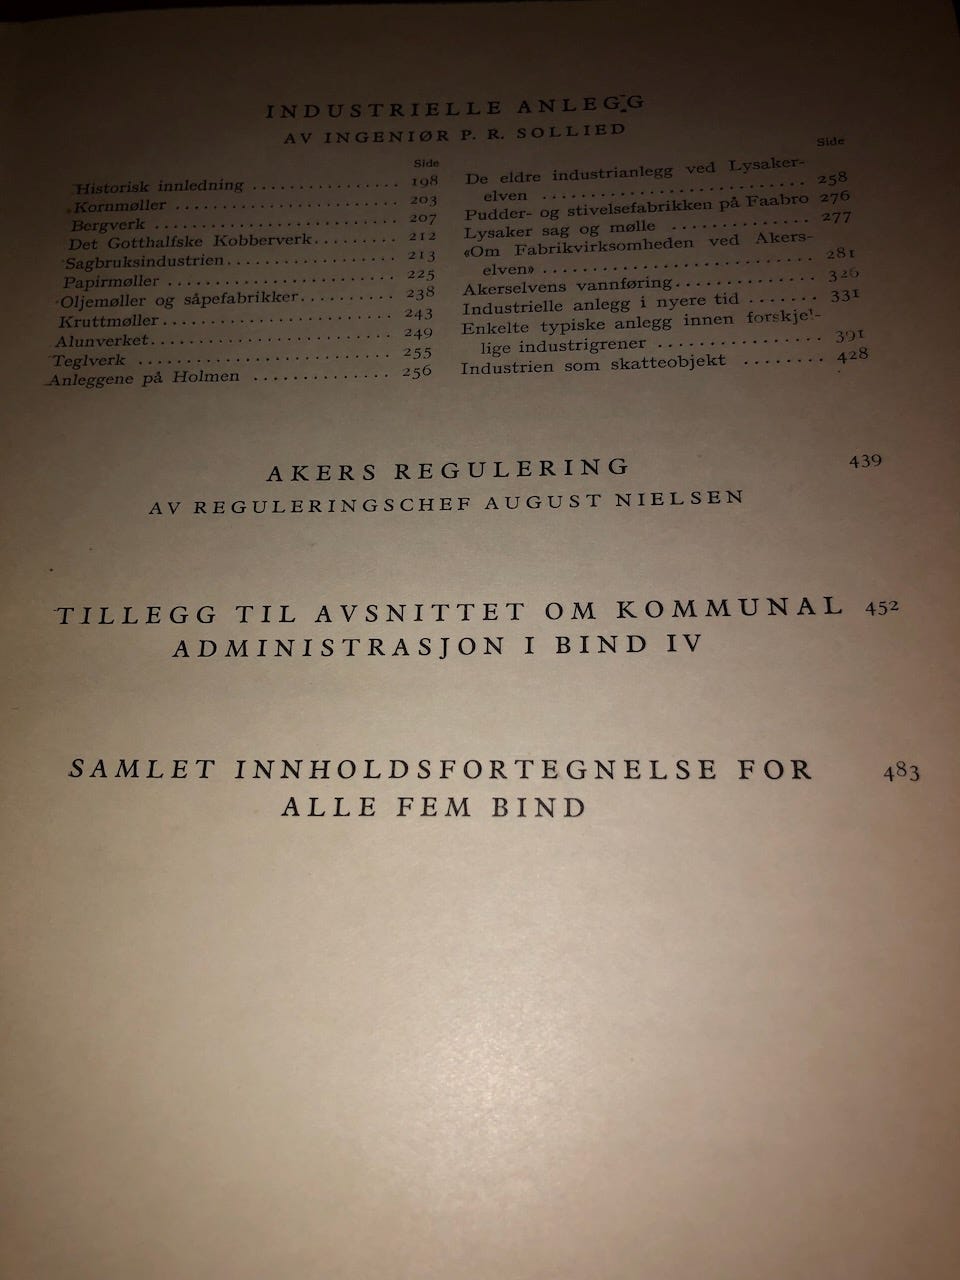 INDUSTRIELLE ANLEGG
AV INGENIØR P. R. SOLLIED
Side
Historisk innledning ................ 198
Kornmøller ........................ 203
Bergverk .......................... 207
Det Gotthalfske Kobberverk......... 212
Sagbruksindustrien.................. 213
Papirmøller ........................ 225
Oljemøller og såpefabrikker.......... 238
Kruttmøller......................... 243
Alunverket.......................... 249
Teglverk ........................... 255
Anleggene på Holmen .............. 256
Side
De eldre industrianlegg ved Lysaker-
elven ........................... 258
Pudder- og stivelsefabrikken på Faabro 276
Lysaker sag og mølle .............. 277
«Om Fabrikvirksomheden ved Akers-
elven» ............................ 281
Akerselvens vannføring.............. 326
Industrielle anlegg i nyere tid ....... 331
Enkelte typiske anlegg innen forskjel-
lige industrigrener ................ 391
Industrien som skatteobjekt ........ 428
AKERS REGULERING 439
AV REGULERINGSCHEF AUGUST NIELSEN
TILLEGG TIL AVSNITTET OM KOMMUNAL 452
ADMINISTRASJON I BIND IV
SAMLET INNHOLDSFORTEGNELSE FOR 483
ALLE FEM BIND